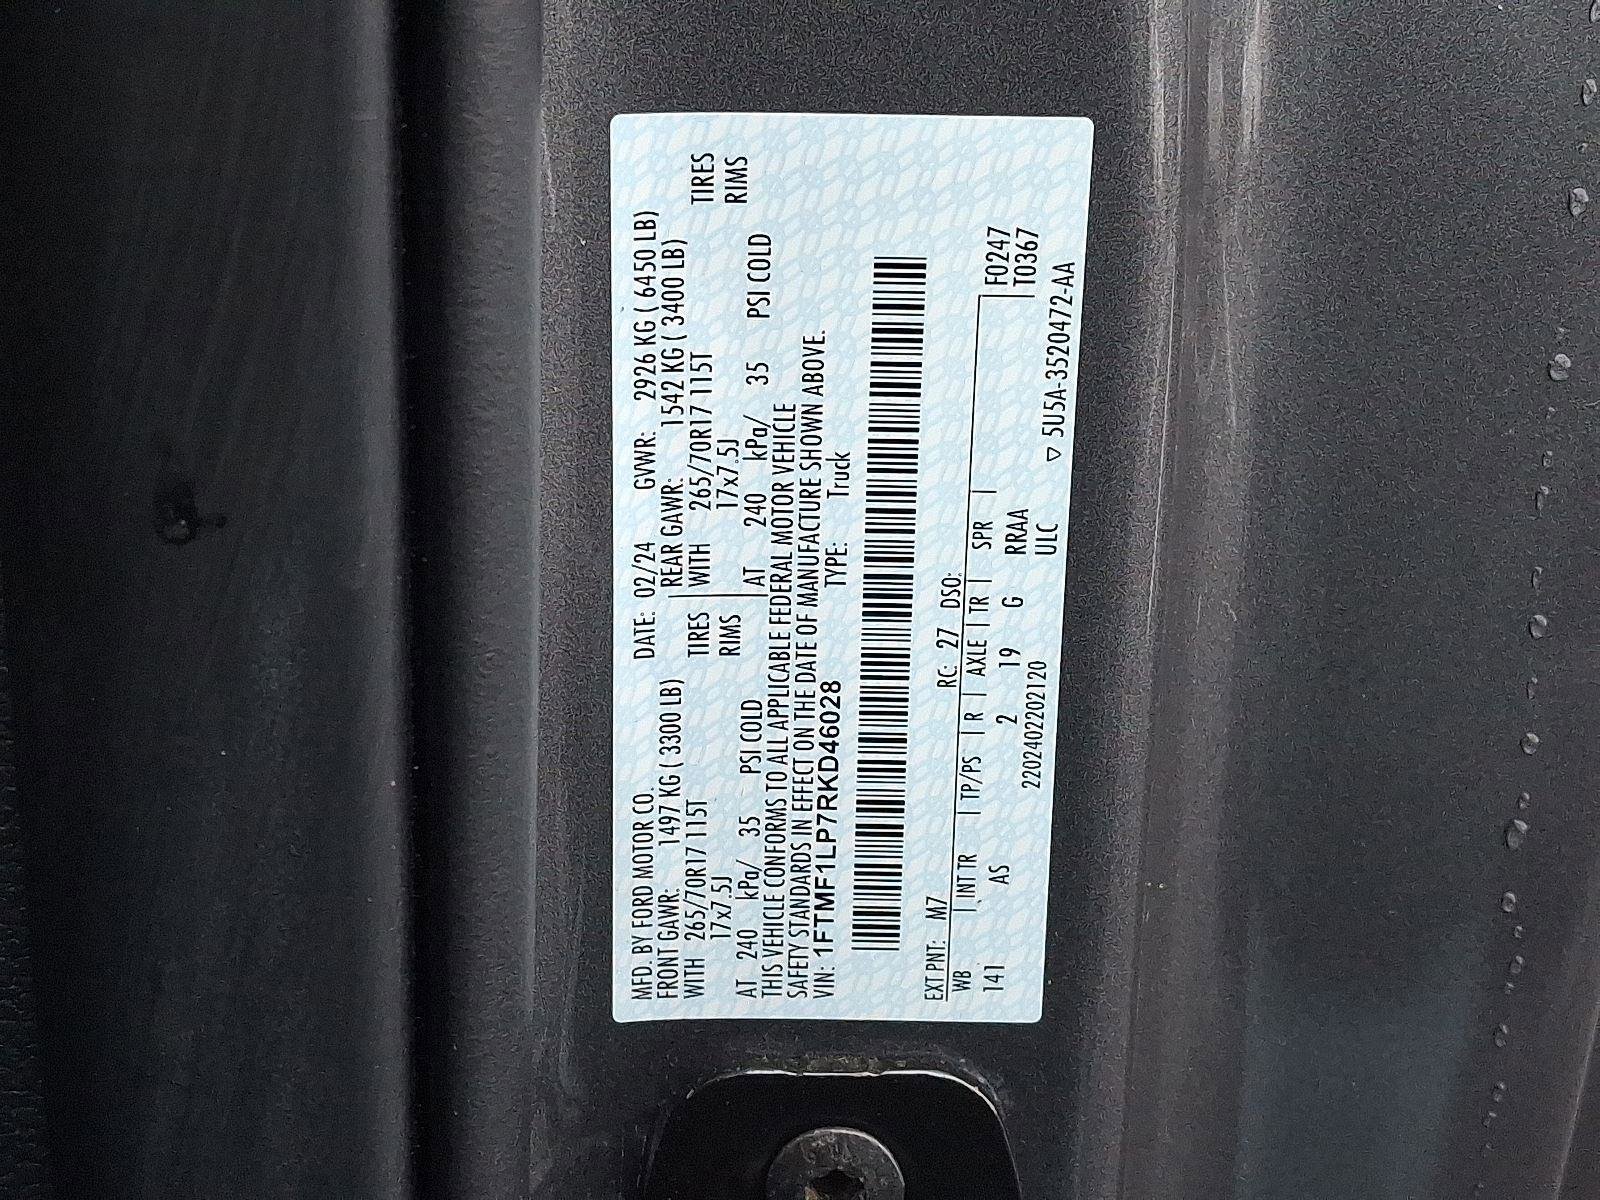 MFD. BY FORD MOTOR CO. DATE: 02/24 GVWR: 2926 KG ( 6450 LB)
FRONT GAWR: 1497 KG ( 3300 LB) REAR GAWR: 1542 KG ( 3400 LB)
WITH 265/70R17 115T TIRES WITH 265/70R17 115T TIRES
17x7.5J RIMS 17x7.5J RIMS
AT 240 kPa/ 35 PSI COLD AT 240 kPa/ 35 PSI COLD
THIS VEHICLE CONFORMS TO ALL APPLICABLE FEDERAL MOTOR VEHICLE
SAFETY STANDARDS IN EFFECT ON THE DATE OF MANUFACTURE SHOWN ABOVE.
VIN: 1FTMF1LP7RKD46028 TYPE: Truck
EXT PNT: M7 RC: 27 DSO:
WB | INT TR | TP/PS | R | AXLE | TR | SPR | F0247
141 AS 2 19 G RRAA T0367
2202402202120 ULC ▽ 5U5A-3520472-AA